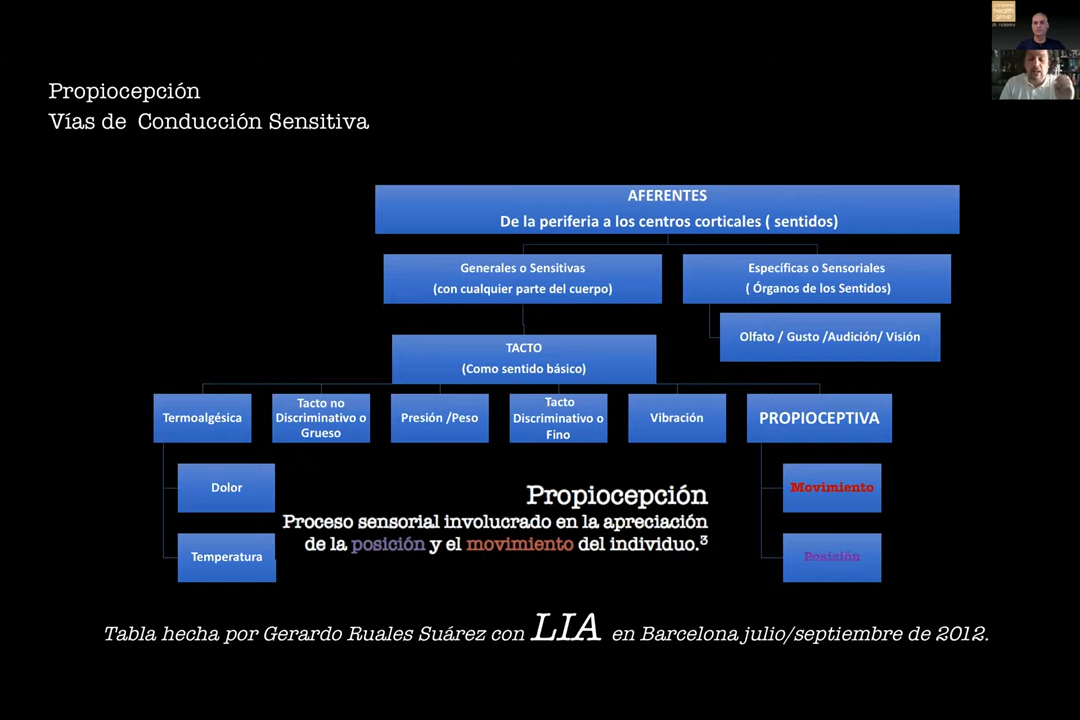 complete
health
group
Propiocepción
Vías de Conducción Sensitiva
AFERENTES
De la periferia a los centros corticales ( sentidos)
Generales o Sensitivas
(con cualquier parte del cuerpo)
Específicas o Sensoriales
( Órganos de los Sentidos)
Olfato / Gusto /Audición/ Visión
TACTO
(Como sentido básico)
Termoalgésica
Tacto no
Discriminativo o
Grueso
Presión /Peso
Tacto
Discriminativo o
Fino
Vibración
PROPIOCEPTIVA
Dolor
Temperatura
Movimiento
Posición
Propiocepción
Proceso sensorial involucrado en la apreciación
de la posición y el movimiento del individuo.³
Tabla hecha por Gerardo Ruales Suárez con LIA en Barcelona julio/septiembre de 2012.